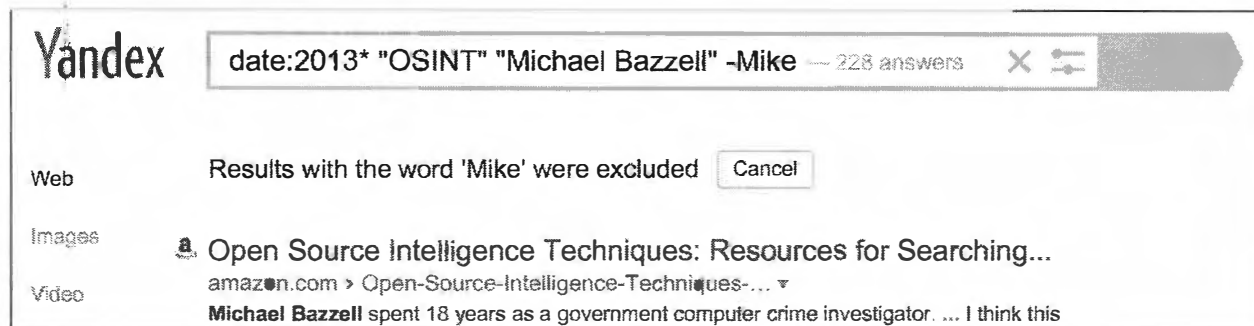 Yandex
date:2013* "OSINT" "Michael Bazzell" -Mike — 228 answers
Results with the word 'Mike' were excluded Cancel
Web
Images
Video
a Open Source Intelligence Techniques: Resources for Searching...
amazon.com › Open-Source-Intelligence-Techniques-...
Michael Bazzell spent 18 years as a government computer crime investigator. ... I think this